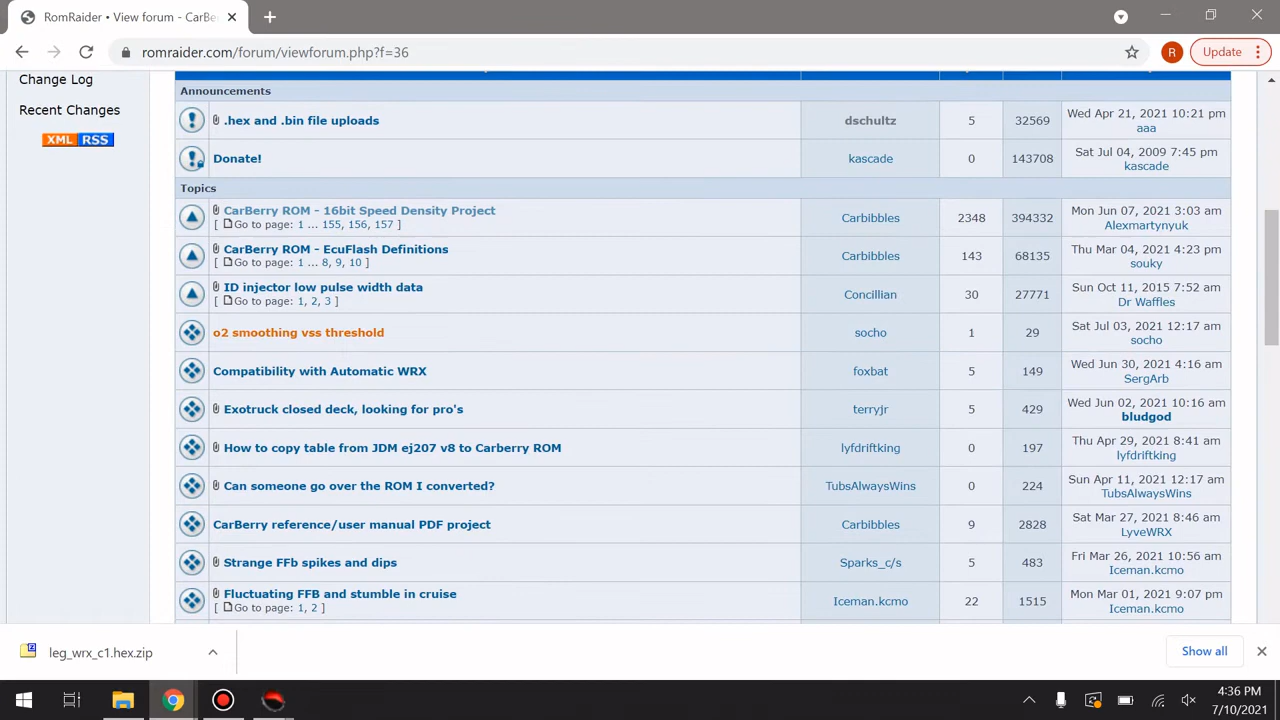 RomRaider • View forum - CarBe
romraider.com/forum/viewforum.php?f=36
R
Update
Change Log
Recent Changes
XML RSS
Announcements
.hex and .bin file uploads
dschultz
5
32569
Wed Apr 21, 2021 10:21 pm
aaa
Donate!
kascade
0
143708
Sat Jul 04, 2009 7:45 pm
kascade
Topics
CarBerry ROM - 16bit Speed Density Project
[ Go to page: 1 ... 155, 156, 157 ]
Carbibbles
2348
394332
Mon Jun 07, 2021 3:03 am
Alexmartynyuk
CarBerry ROM - EcuFlash Definitions
[ Go to page: 1 ... 8, 9, 10 ]
Carbibbles
143
68135
Thu Mar 04, 2021 4:23 pm
souky
ID injector low pulse width data
[ Go to page: 1, 2, 3 ]
Concillian
30
27771
Sun Oct 11, 2015 7:52 am
Dr Waffles
o2 smoothing vss threshold
socho
1
29
Sat Jul 03, 2021 12:17 am
socho
Compatibility with Automatic WRX
foxbat
5
149
Wed Jun 30, 2021 4:16 am
SergArb
Exotruck closed deck, looking for pro's
terryjr
5
429
Wed Jun 02, 2021 10:16 am
bludgod
How to copy table from JDM ej207 v8 to Carberry ROM
lyfdriftking
0
197
Thu Apr 29, 2021 8:41 am
lyfdriftking
Can someone go over the ROM I converted?
TubsAlwaysWins
0
224
Sun Apr 11, 2021 12:17 am
TubsAlwaysWins
CarBerry reference/user manual PDF project
Carbibbles
9
2828
Sat Mar 27, 2021 8:46 am
LyveWRX
Strange FFb spikes and dips
Sparks_c/s
5
483
Fri Mar 26, 2021 10:56 am
Iceman.kcmo
Fluctuating FFB and stumble in cruise
[ Go to page: 1, 2 ]
Iceman.kcmo
22
1515
Mon Mar 01, 2021 9:07 pm
Iceman.kcmo
leg_wrx_c1.hex.zip
Show all
4:36 PM
7/10/2021